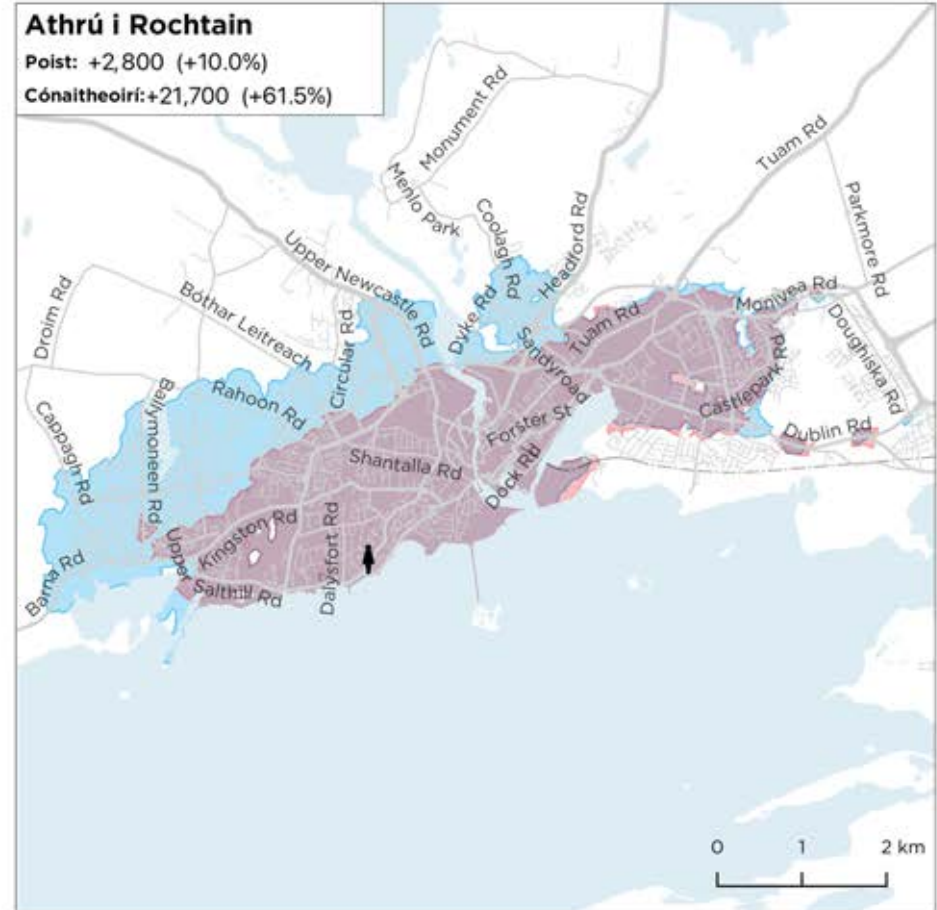 Athrú i Rochtain
Poist: +2,800 (+10.0%)
Cónaitheoirí:+21,700 (+61.5%)
Monument Rd
Menlo Park
Coolagh Rd
Headford Rd
Tuam Rd
Parkmore Rd
Upper Newcastle Rd
Dyke Rd
Monivea Rd
Doughiska Rd
Droim Rd
Bóthar Leitreach
Circular Rd
Sandyroad
Tuam Rd
Castlepark Rd
Rahoon Rd
Ballymoneen Rd
Cappagh Rd
Forster St
Dublin Rd
Shantalla Rd
Dock Rd
Kingston Rd
Dalysfort Rd
Barna Rd
Upper Salthill Rd
0 1 2 km